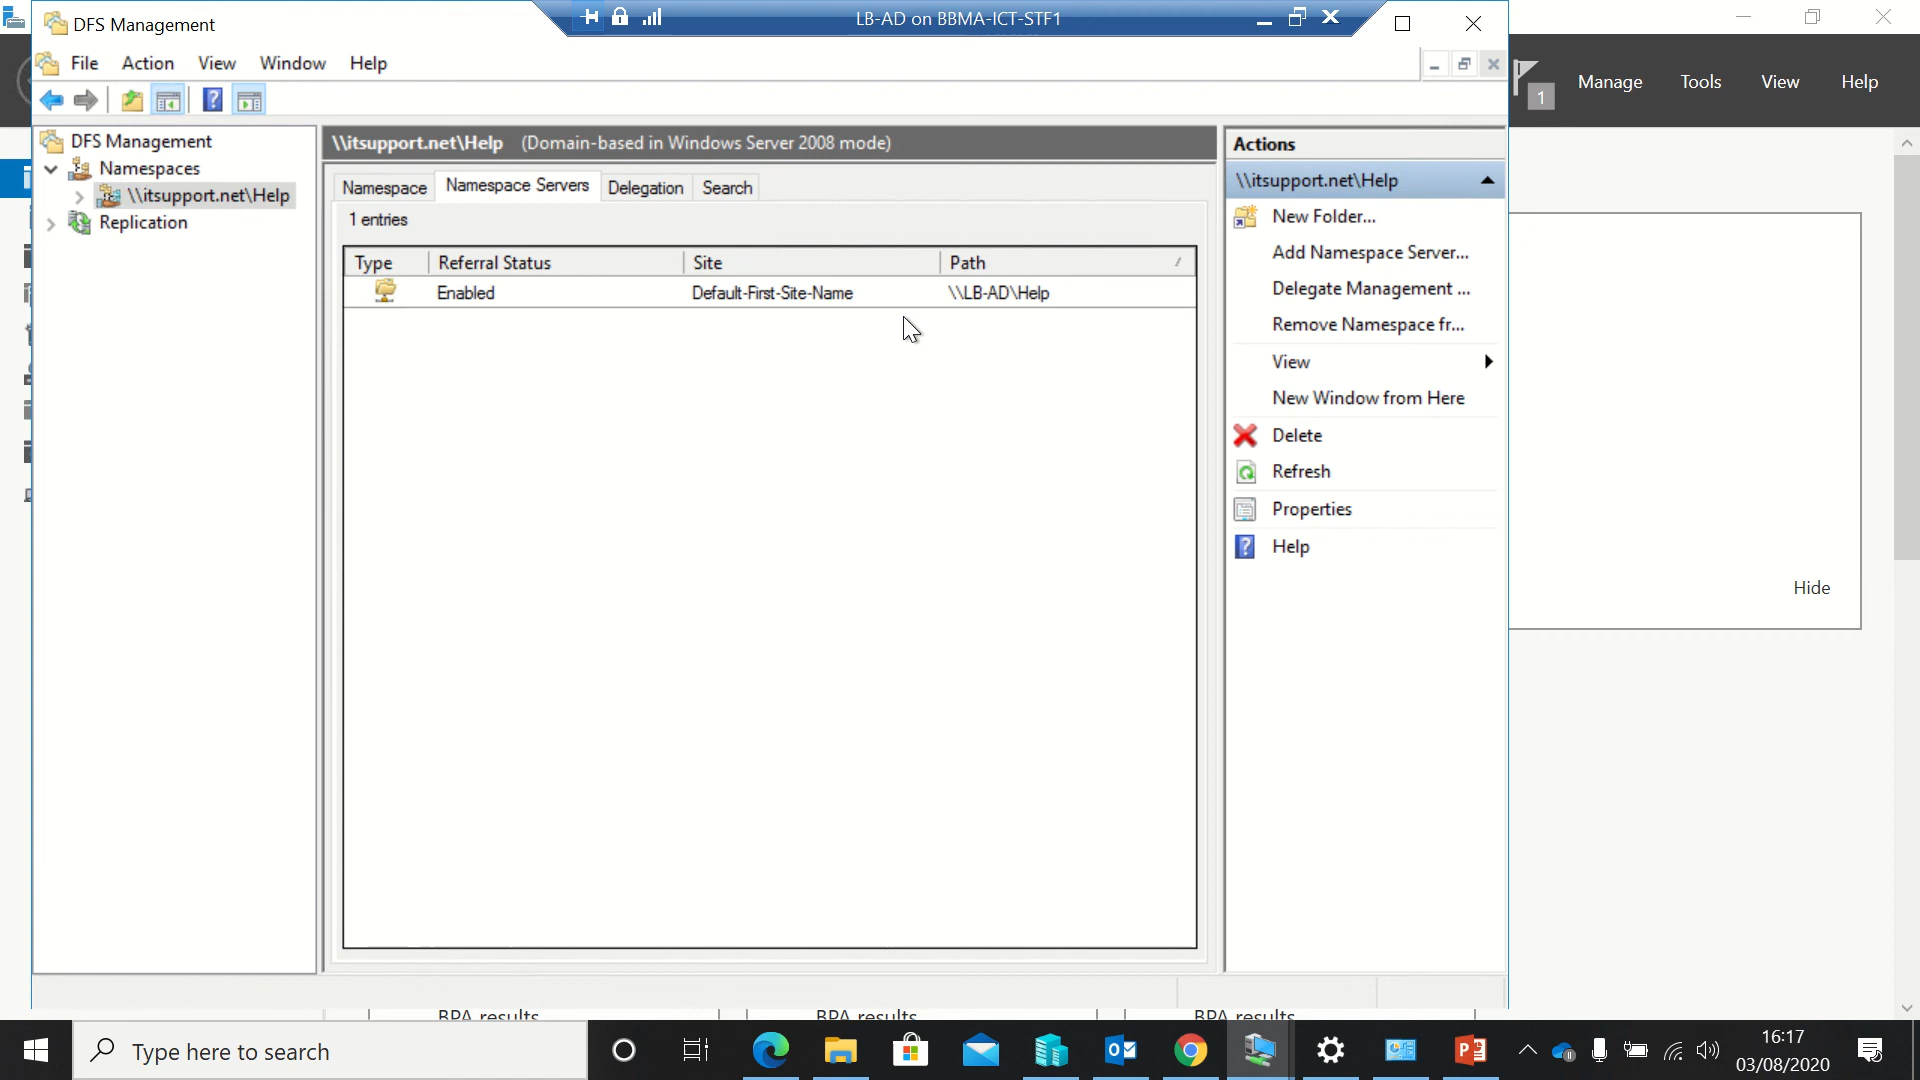 DFS Management
LB-AD on BBMA-ICT-STF1
File Action View Window Help
1 Manage Tools View Help
DFS Management
Namespaces
\\itsupport.net\Help
Replication
\\itsupport.net\Help (Domain-based in Windows Server 2008 mode)
Namespace Namespace Servers Delegation Search
1 entries
Type Referral Status Site Path
Enabled Default-First-Site-Name \\LB-AD\Help
Actions
\\itsupport.net\Help
New Folder...
Add Namespace Server...
Delegate Management ...
Remove Namespace fr...
View
New Window from Here
Delete
Refresh
Properties
Help
Hide
BPA results BPA results BPA results
Type here to search
16:17
03/08/2020